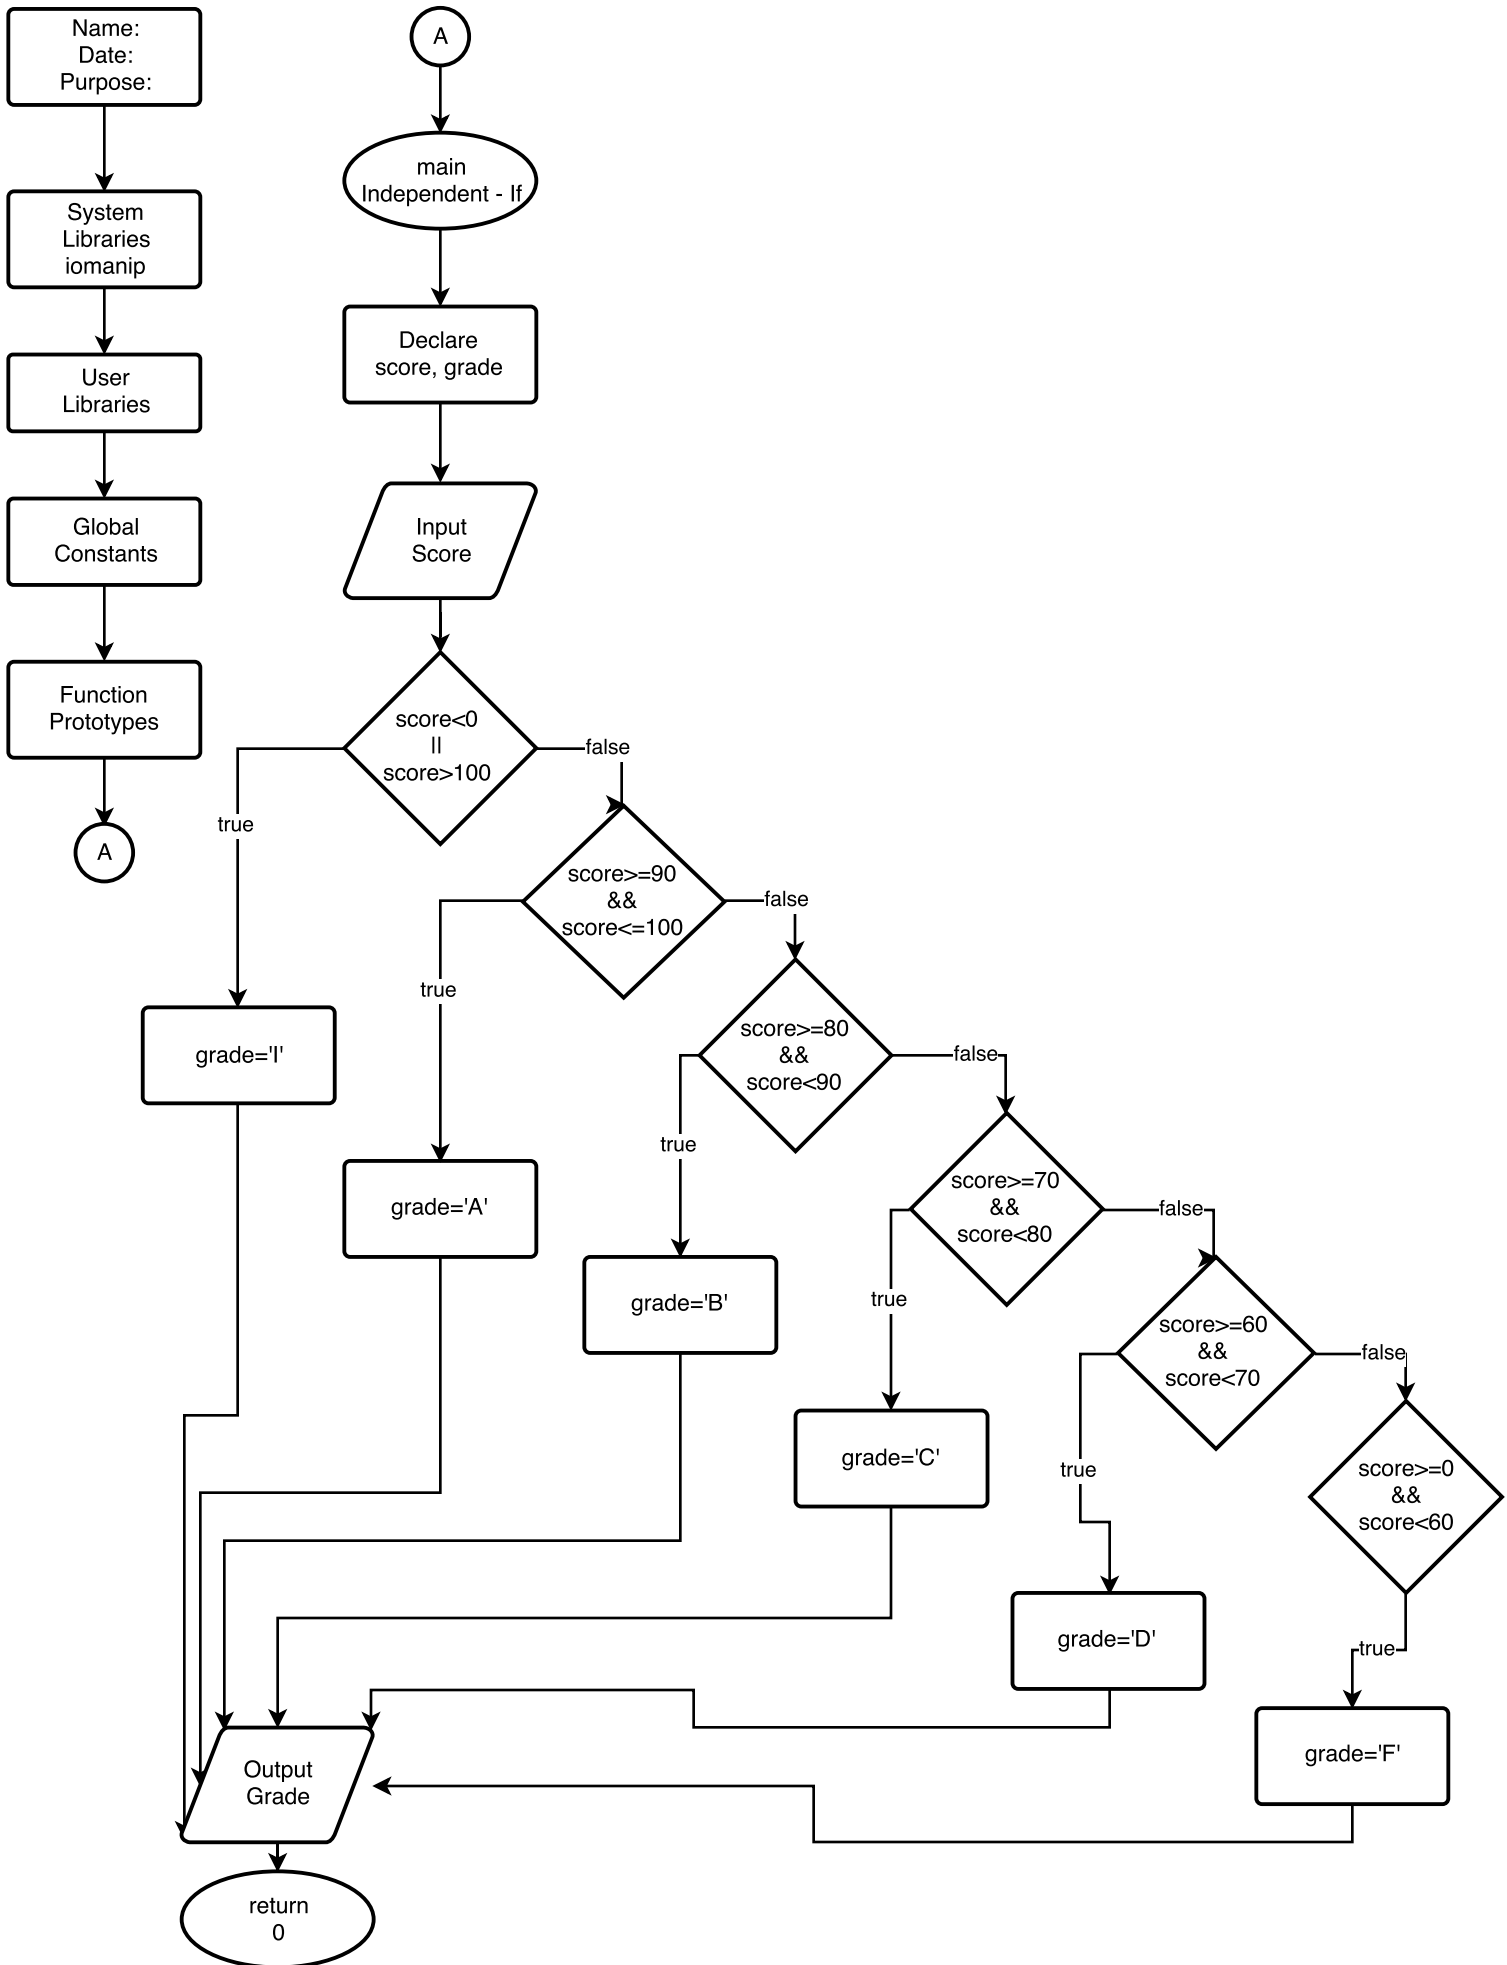 Name:
Date:
Purpose:
System
Libraries
iomanip
User
Libraries
Global
Constants
Function
Prototypes
A
A
main
Independent - If
Declare
score, grade
Input
Score
score<0
||
score>100
true
false
score>=90
&&
score<=100
true
false
score>=80
&&
score<90
true
false
score>=70
&&
score<80
true
false
score>=60
&&
score<70
true
false
score>=0
&&
score<60
true
grade='I'
grade='A'
grade='B'
grade='C'
grade='D'
grade='F'
Output
Grade
return
0